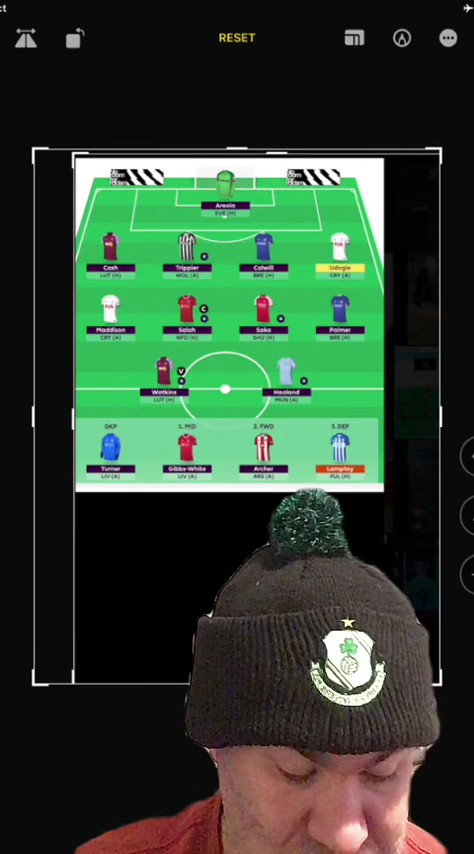 ct
RESET
Areola
EVE (H)
Cash
Trippier
Colwill
Udogie
LUT (H)
WOL (A)
BRE (H)
CRY (A)
C
Maddison
Salah
Saka
Palmer
CRY (A)
NFO (H)
SHU (H)
BRE (H)
V
Watkins
Haaland
LUT (H)
MUN (A)
GKP
1. MID
2. FWD
3. DEF
Turner
Gibbs-White
Archer
Lamptey
LIV (A)
LIV (A)
ARS (A)
FUL (H)